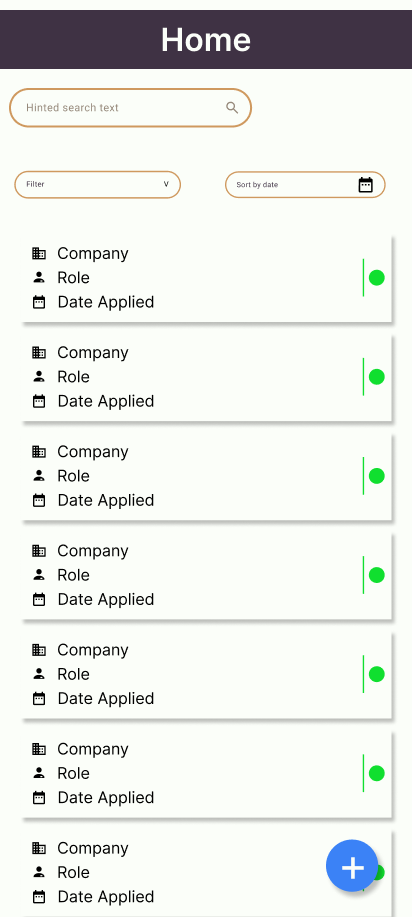 Home
Hinted search text
Filter V
Sort by date
Company
Role
Date Applied
Company
Role
Date Applied
Company
Role
Date Applied
Company
Role
Date Applied
Company
Role
Date Applied
Company
Role
Date Applied
Company
Role
Date Applied